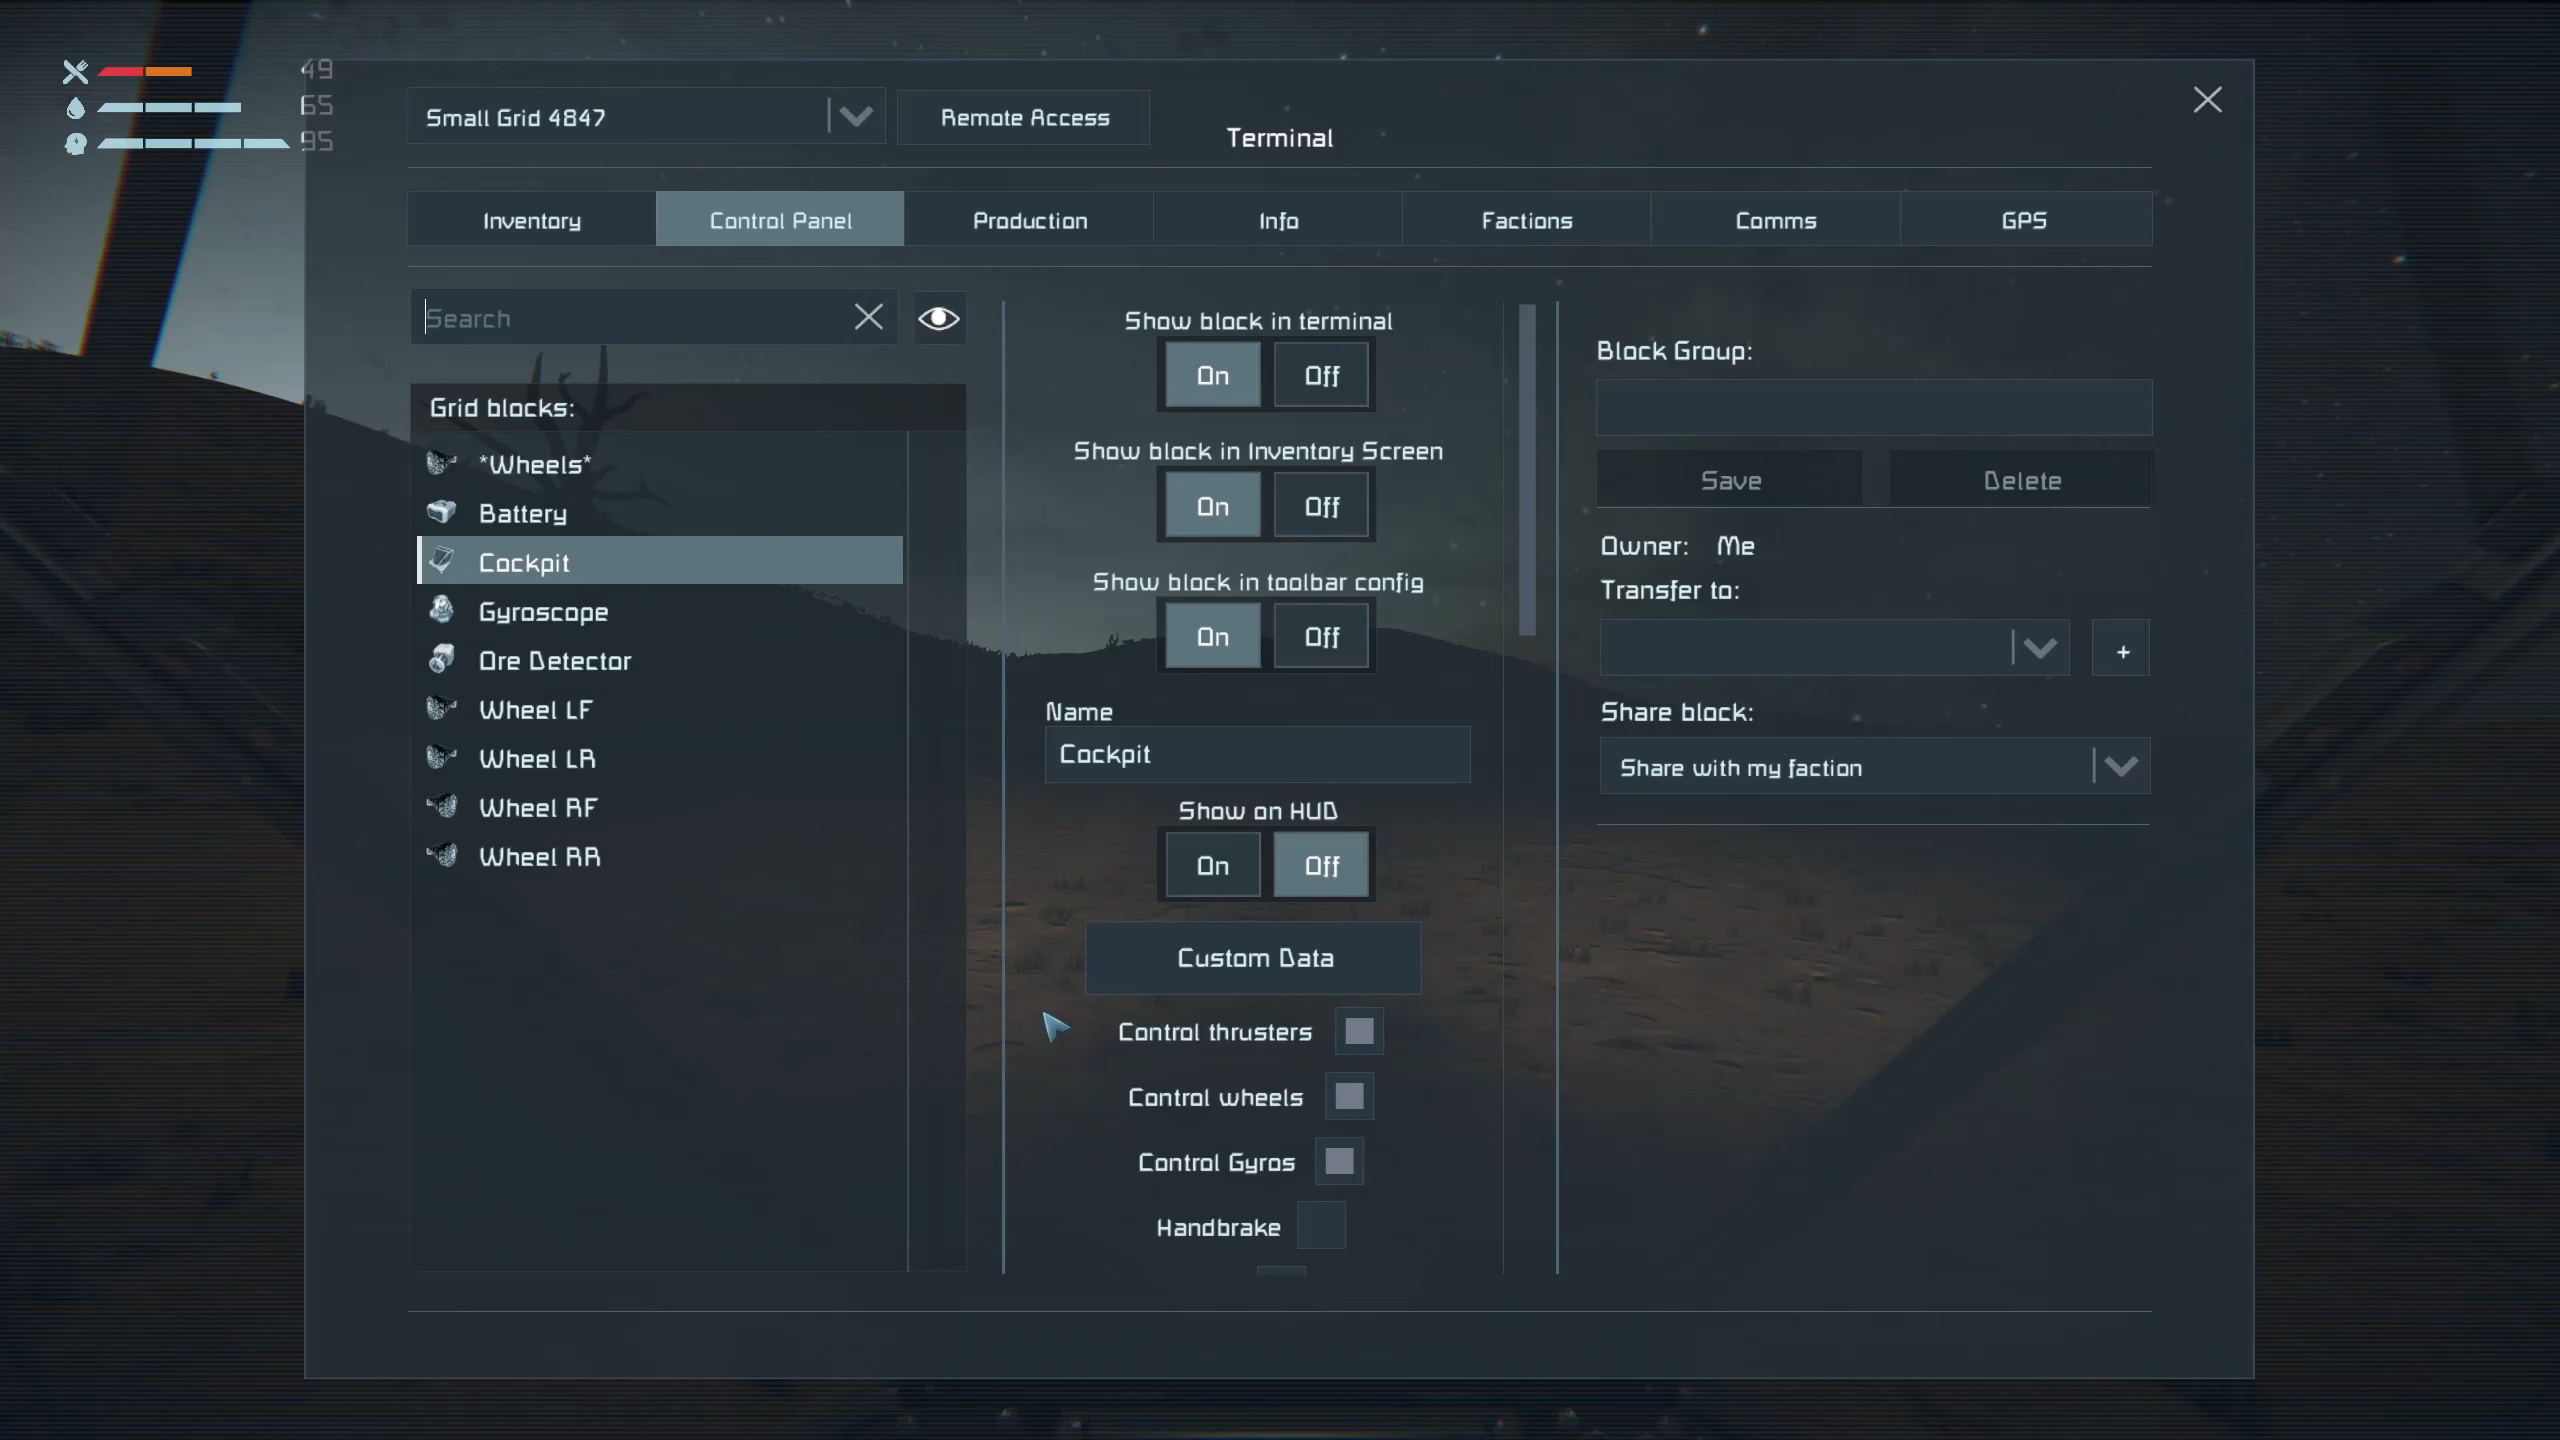 49
65
95
Small Grid 4847
Remote Access
Terminal
Inventory
Control Panel
Production
Info
Factions
Comms
GPS
Search
Grid blocks:
*Wheels*
Battery
Cockpit
Gyroscope
Ore Detector
Wheel LF
Wheel LR
Wheel RF
Wheel RR
Show block in terminal
On Off
Show block in Inventory Screen
On Off
Show block in toolbar config
On Off
Name
Cockpit
Show on HUD
On Off
Custom Data
Control thrusters
Control wheels
Control Gyros
Handbrake
Block Group:
Save Delete
Owner: Me
Transfer to:
+
Share block:
Share with my faction